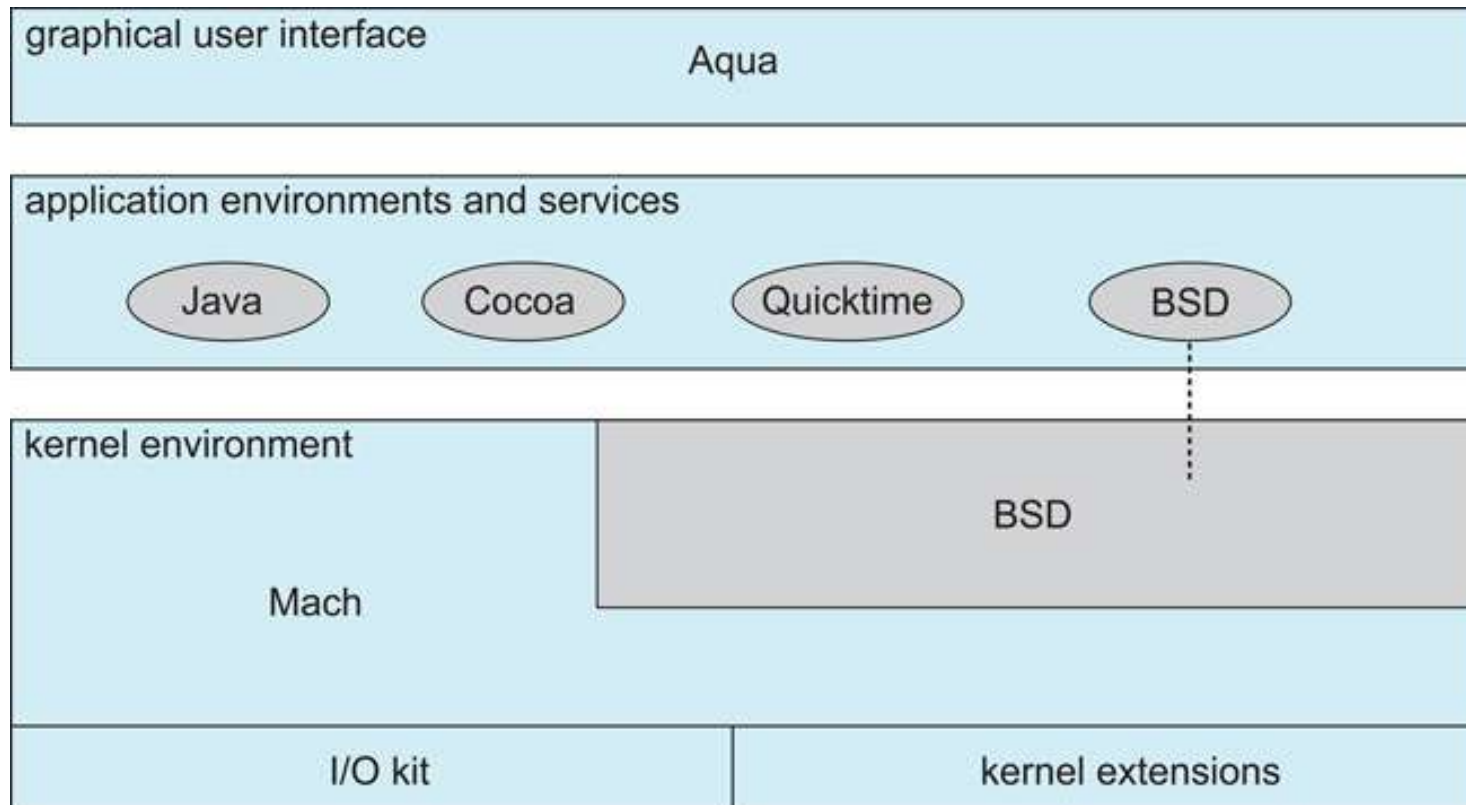 graphical user interface
Aqua
application environments and services
Java
Cocoa
Quicktime
BSD
kernel environment
BSD
Mach
I/O kit
kernel extensions